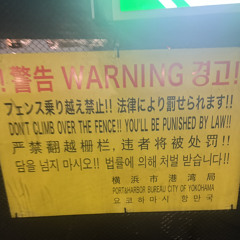 !! 警告 WARNING 경고!!
フェンス乗り越え禁止!! 法律により罰せられます!!
DON'T CLIMB OVER THE FENCE!! YOU'LL BE PUNISHED BY LAW!!
严禁翻越栅栏, 违者将被处罚!!
담을 넘지 마시오!! 법률에 의해 처벌 받습니다!!
横浜市港湾局
PORT&HARBOR BUREAU CITY OF YOKOHAMA
요코하마시 항만국